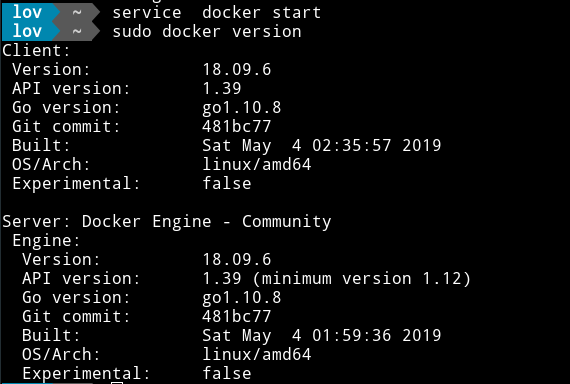 lov ~ service  docker start
lov ~ sudo docker version
Client:
 Version:           18.09.6
 API version:       1.39
 Go version:        go1.10.8
 Git commit:        481bc77
 Built:             Sat May  4 02:35:57 2019
 OS/Arch:           linux/amd64
 Experimental:      false

Server: Docker Engine - Community
 Engine:
  Version:          18.09.6
  API version:      1.39 (minimum version 1.12)
  Go version:       go1.10.8
  Git commit:       481bc77
  Built:            Sat May  4 01:59:36 2019
  OS/Arch:          linux/amd64
  Experimental:     false